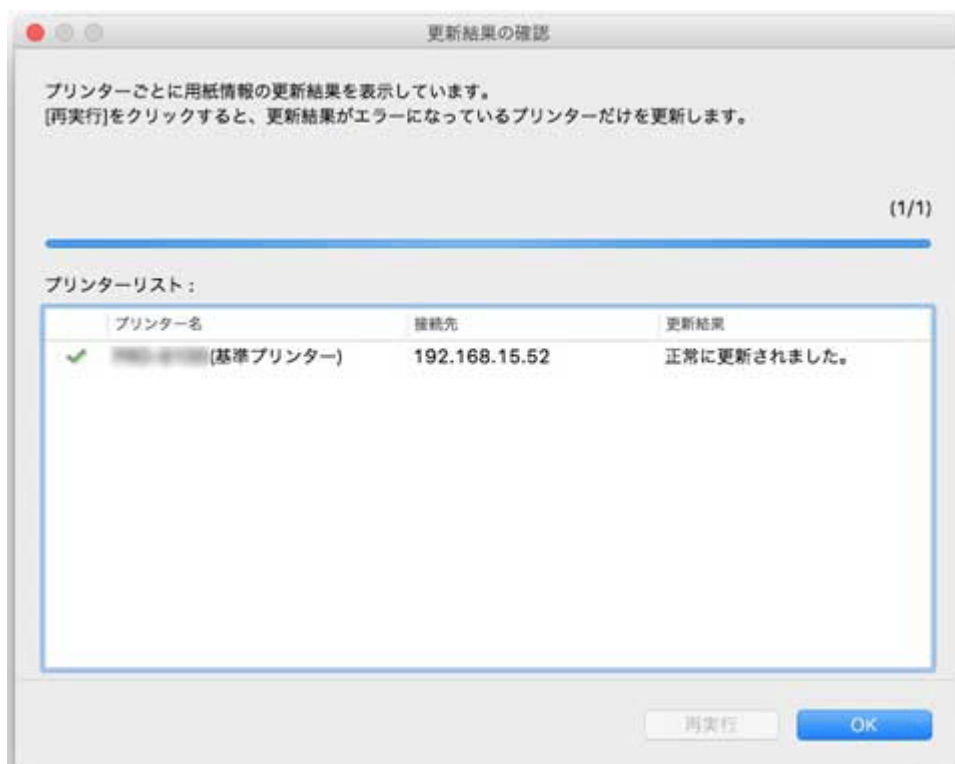 更新結果の確認
プリンターごとに用紙情報の更新結果を表示しています。
[再実行]をクリックすると、更新結果がエラーになっているプリンターだけを更新します。
(1/1)
プリンターリスト：
プリンター名 接続先 更新結果
(基準プリンター) 192.168.15.52 正常に更新されました。
再実行 OK